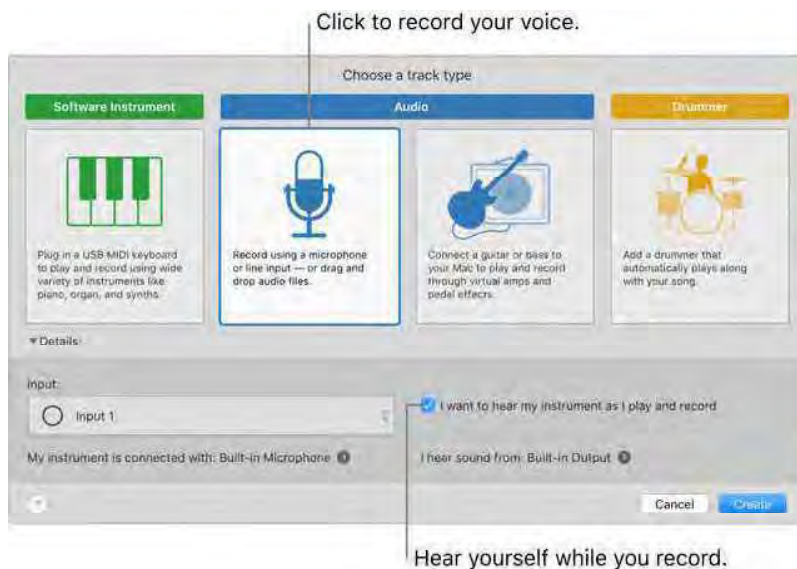 Click to record your voice.
Choose a track type
Software Instrument
Audio
Drummer
Plug in a USB MIDI keyboard
to play and record using wide
variety of instruments like
piano, organ, and synths.
Record using a microphone
or line input — or drag and
drop audio files.
Connect a guitar or bass to
your Mac to play and record
through virtual amps and
pedal effects.
Add a drummer that
automatically plays along
with your song.
Details:
Input:
Input 1
I want to hear my instrument as I play and record
My instrument is connected with: Built-in Microphone
I hear sound from: Built-in Output
Cancel
Create
Hear yourself while you record.